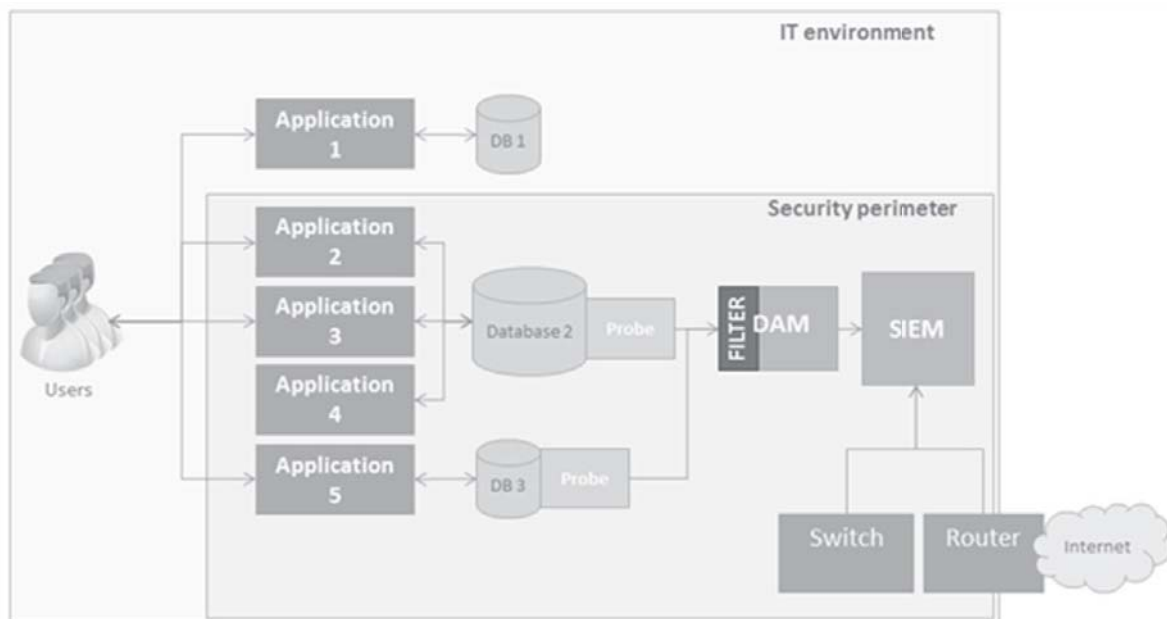 IT environment
Application
1
DB 1
Security perimeter
Application
2
Application
3
Database 2
Probe
FILTER
DAM
SIEM
Users
Application
4
Application
5
DB 3
Probe
Switch
Router
Internet